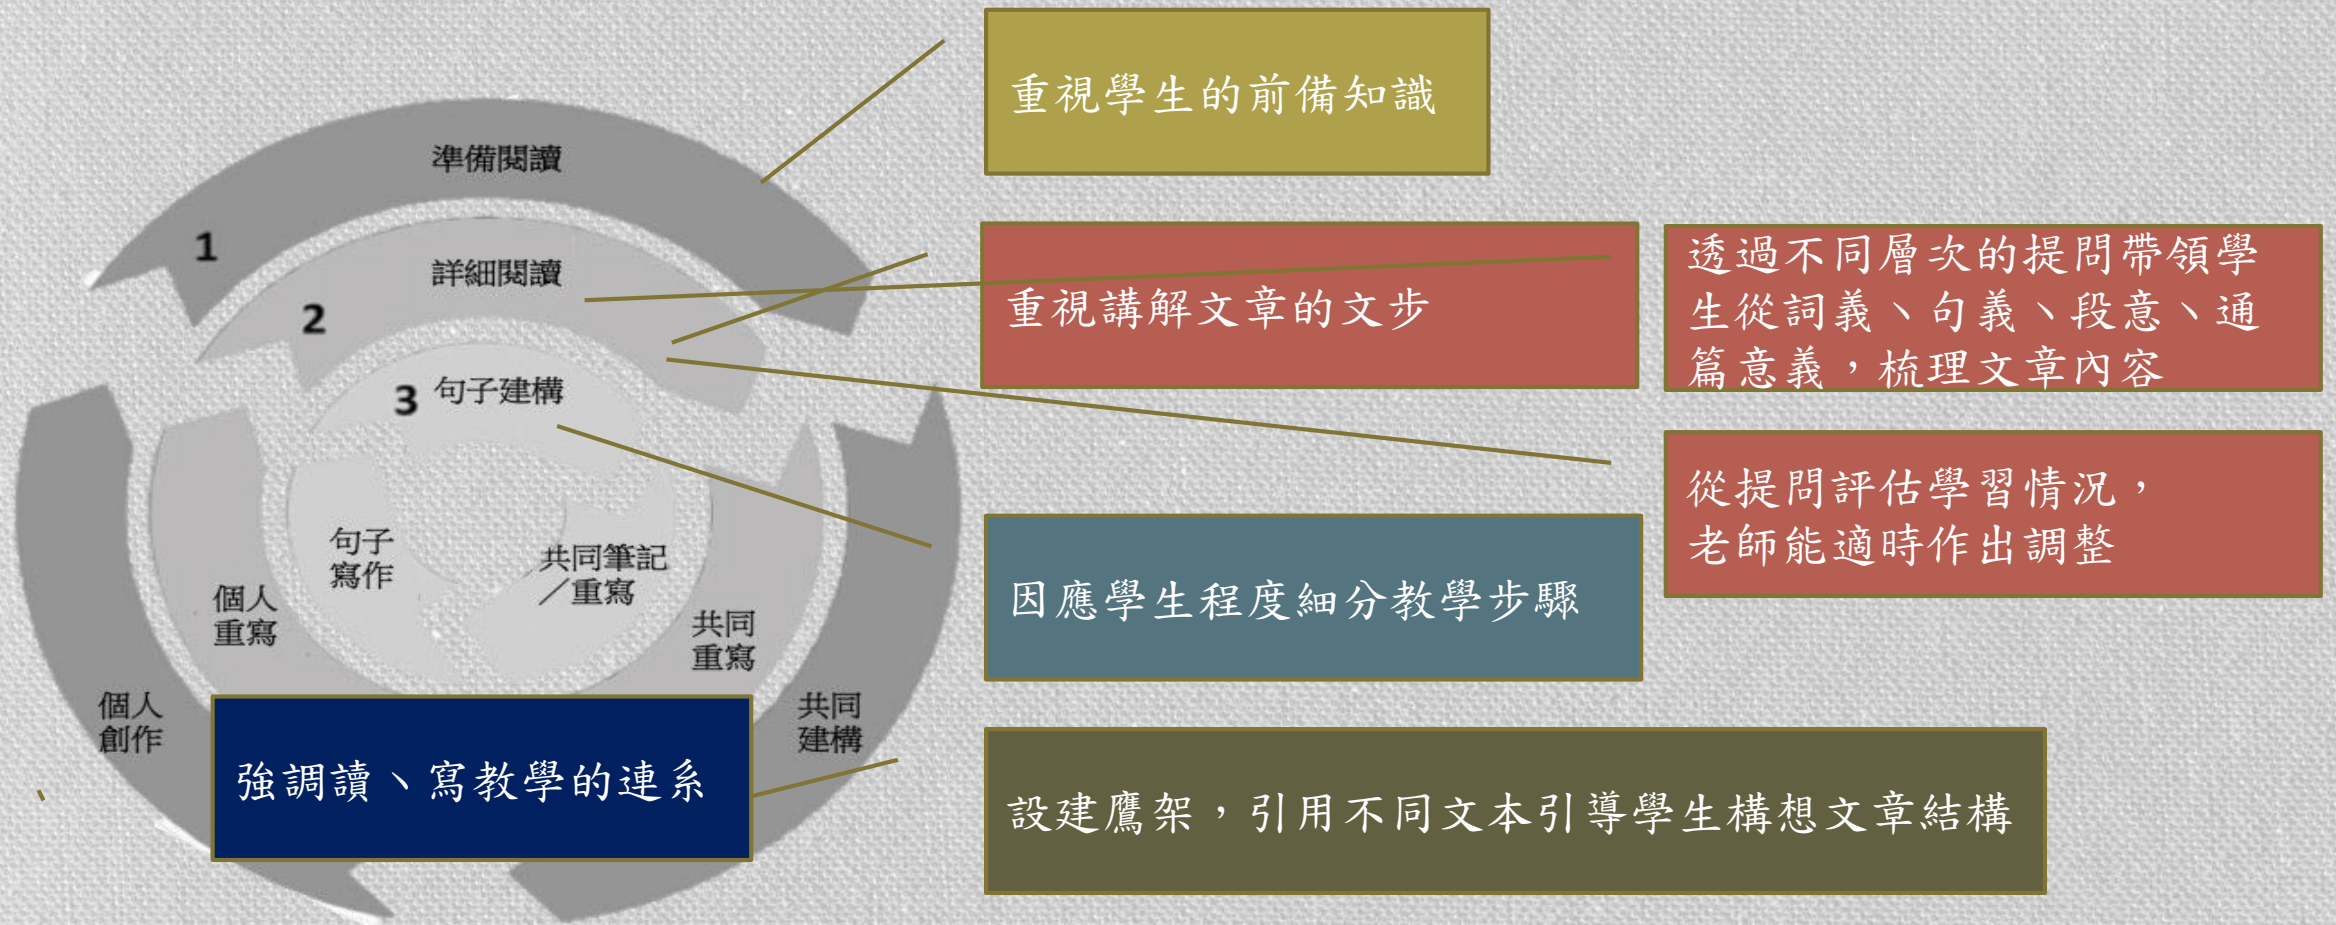 準備閱讀
1
詳細閱讀
2
3
句子建構
句子
寫作
共同筆記
／重寫
個人
重寫
共同
重寫
個人
創作
共同
建構
強調讀、寫教學的連系
重視學生的前備知識
重視講解文章的文步
透過不同層次的提問帶領學
生從詞義、句義、段意、通
篇意義，梳理文章內容
從提問評估學習情況，
老師能適時作出調整
因應學生程度細分教學步驟
設建鷹架，引用不同文本引導學生構想文章結構